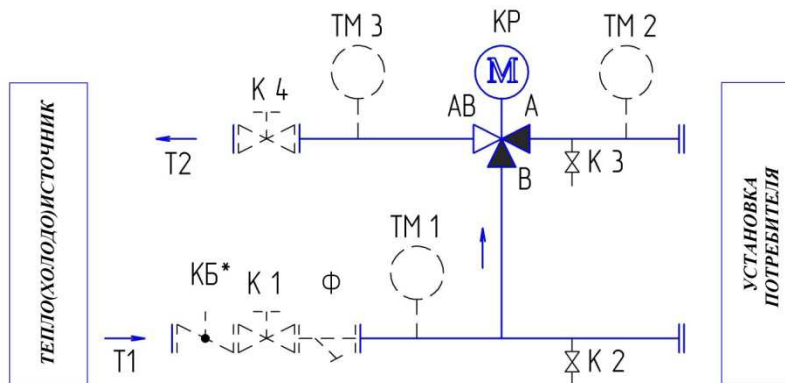 ТМ 3
КР
ТМ 2
К 4
АВ
М
А
Т2
В
К 3
ТМ 1
КБ*
К 1
Ф
Т1
К 2
ТЕПЛО(ХОЛОДО)ИСТОЧНИК
УСТАНОВКА
ПОТРЕБИТЕЛЯ